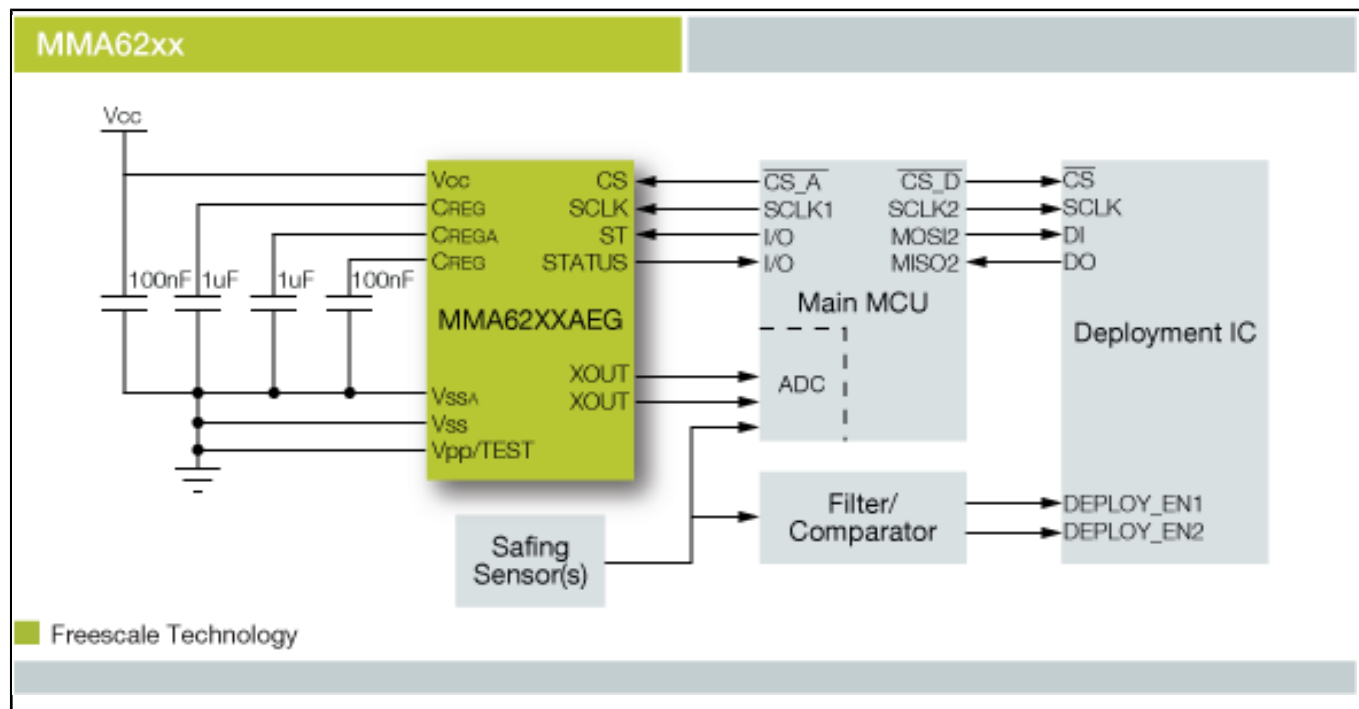 MMA62xx
Vcc
100nF 1uF 1uF 100nF
Vcc CS
CREG SCLK
CREGA ST
CREG STATUS
MMA62XXAEG
XOUT
VSSA XOUT
Vss
Vpp/TEST
CS_A CS_D
SCLK1 SCLK2
I/O MOSI2
I/O MISO2
Main MCU
ADC
CS
SCLK
DI
DO
Deployment IC
DEPLOY_EN1
DEPLOY_EN2
Filter/
Comparator
Safing
Sensor(s)
Freescale Technology